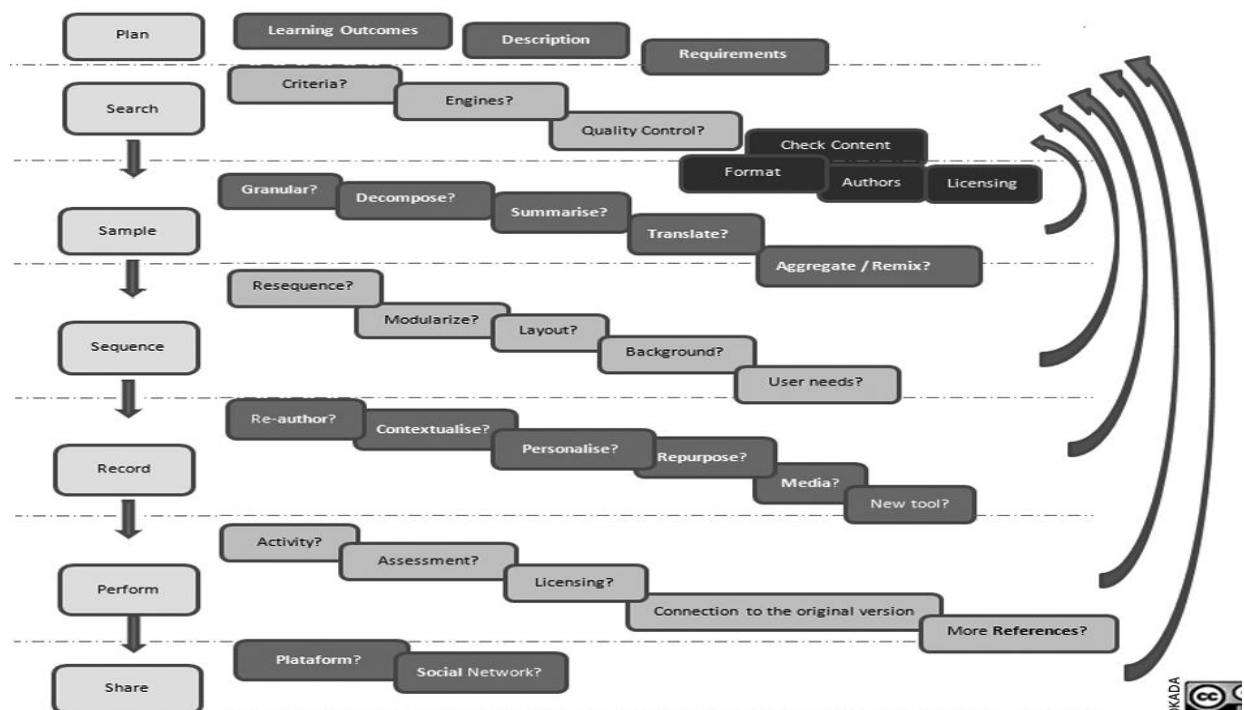 Plan
Learning Outcomes
Description
Requirements
Search
Criteria?
Engines?
Quality Control?
Check Content
Format
Authors
Licensing
Sample
Granular?
Decompose?
Summarise?
Translate?
Aggregate / Remix?
Sequence
Resequence?
Modularize?
Layout?
Background?
User needs?
Record
Re-author?
Contextualise?
Personalise?
Repurpose?
Media?
New tool?
Perform
Activity?
Assessment?
Licensing?
Connection to the original version
More References?
Share
Plataform?
Social Network?
OKADA
cc